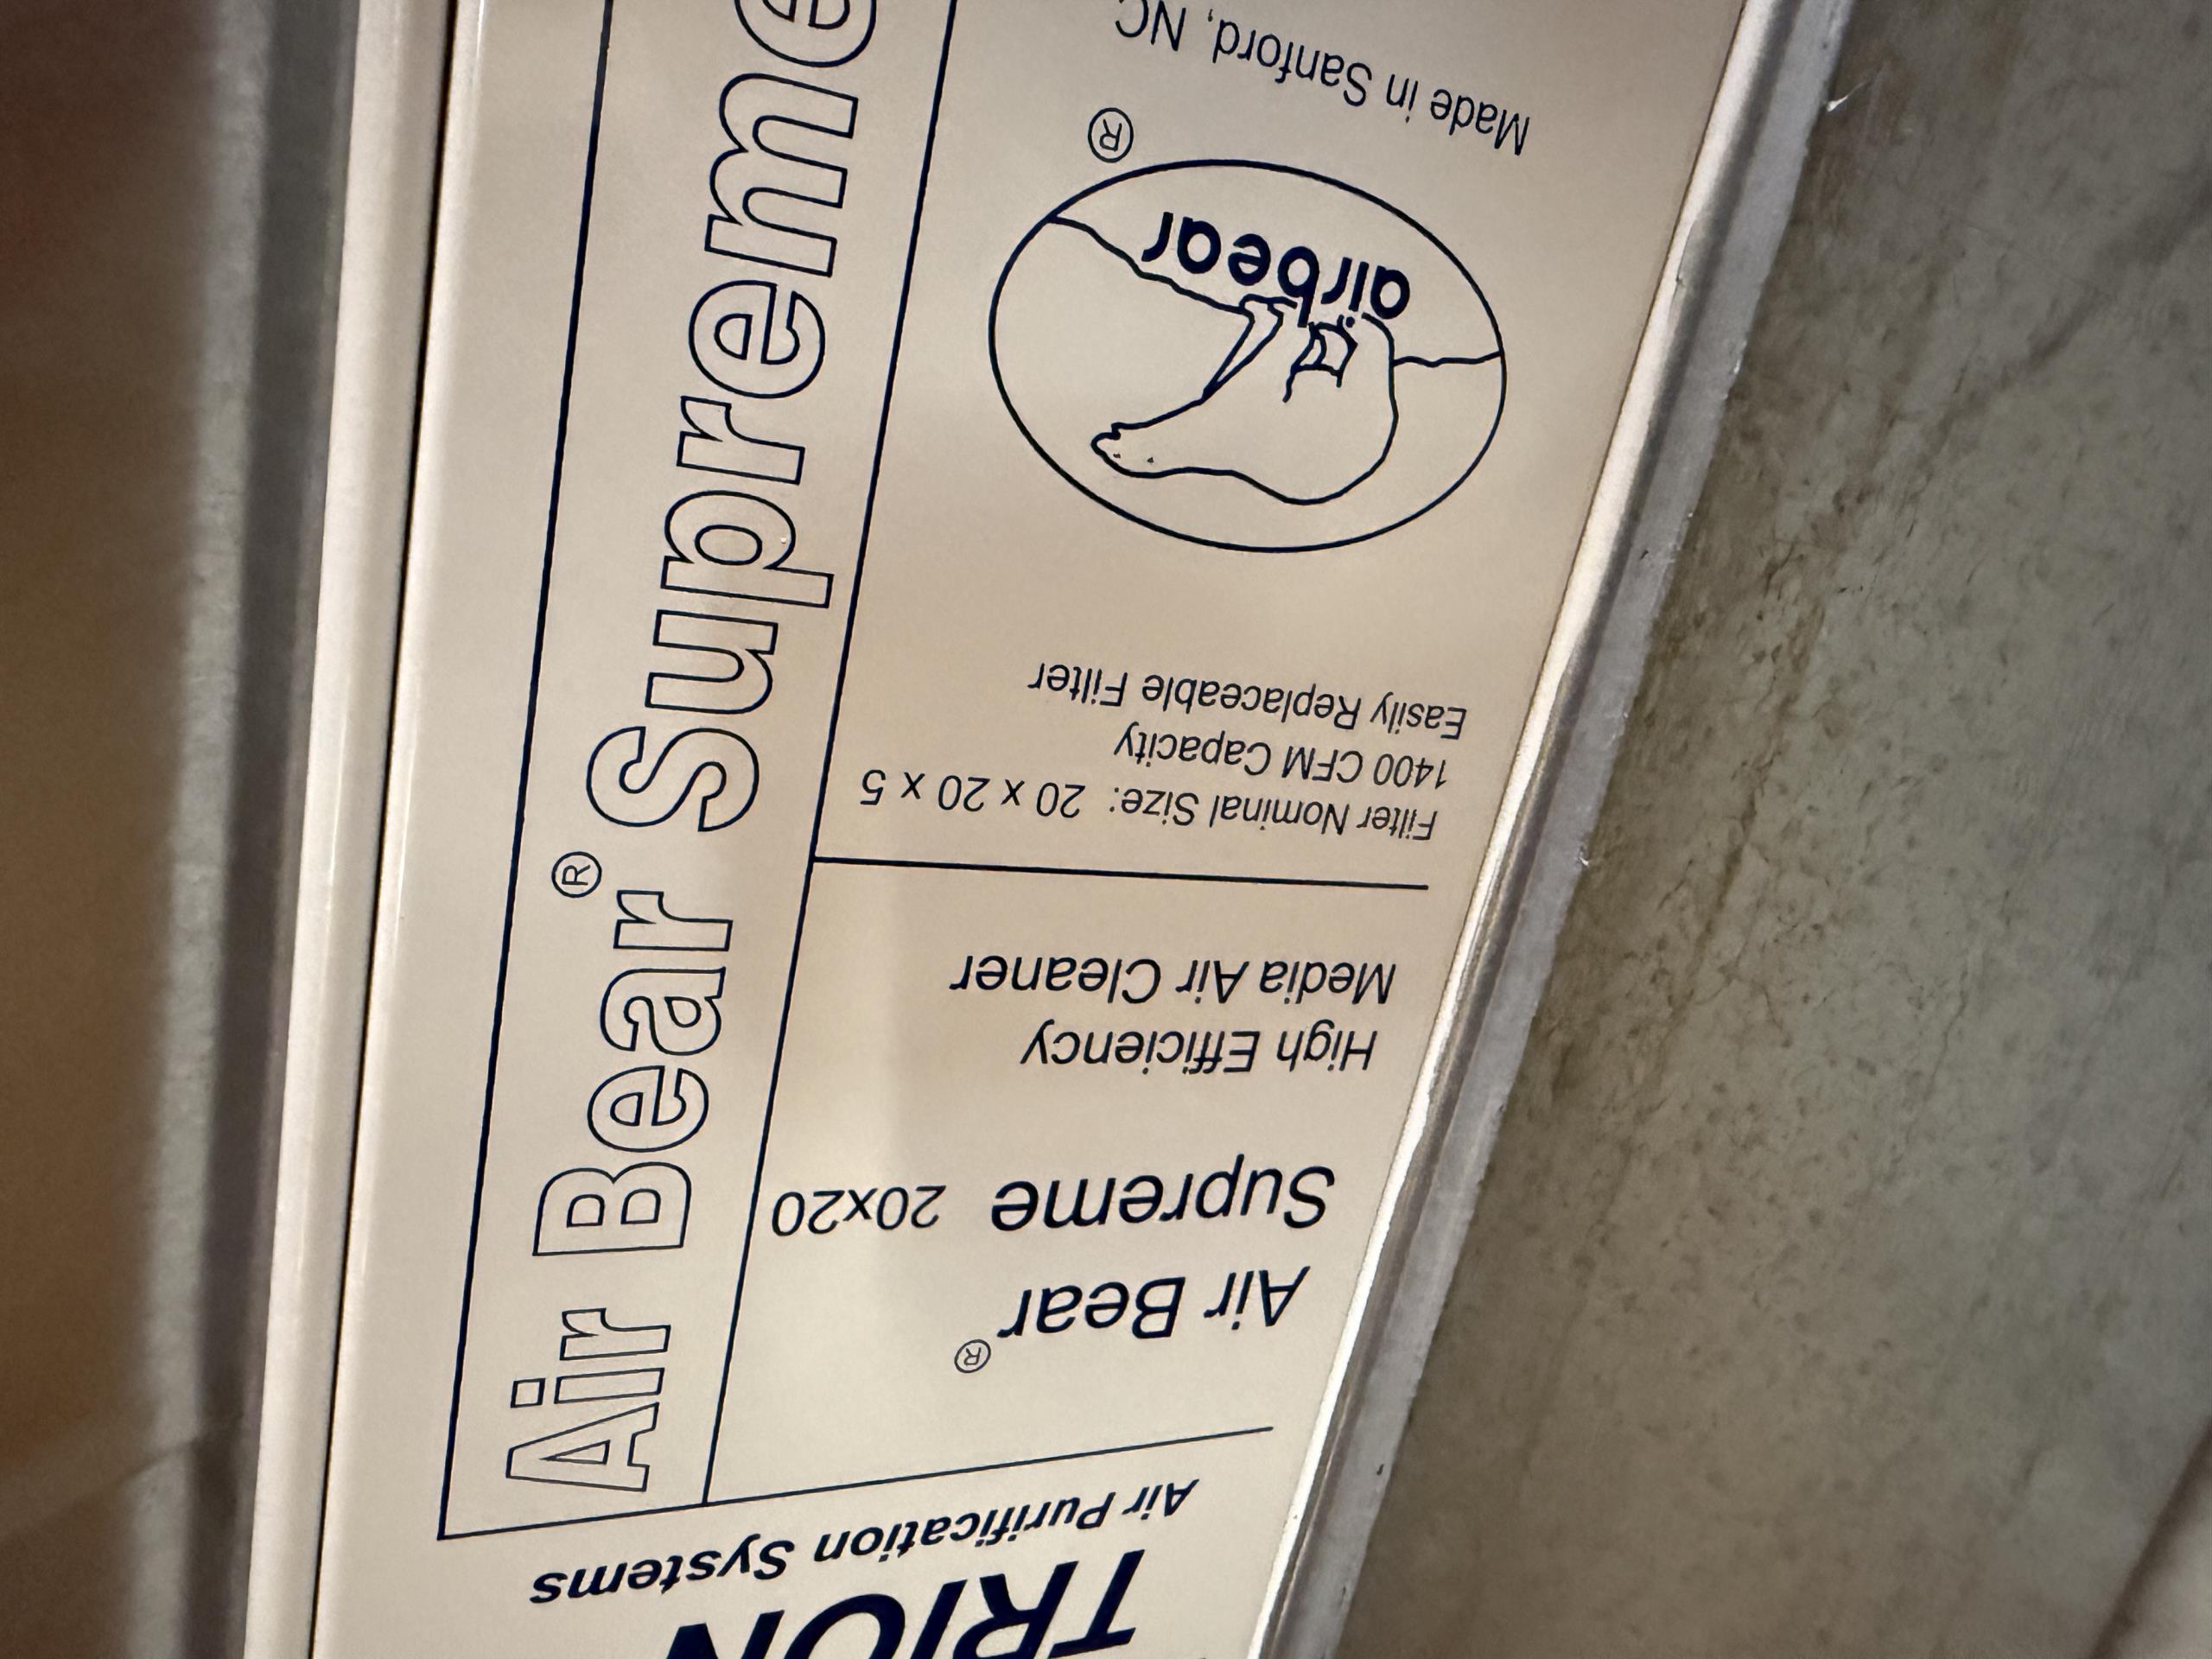 TRION
Air Purification Systems
Air Bear®
Supreme 20x20
High Efficiency
Media Air Cleaner
Filter Nominal Size: 20 x 20 x 5
1400 CFM Capacity
Easily Replaceable Filter
airbear
®
Made in Sanford, NC
Air Bear® Supreme